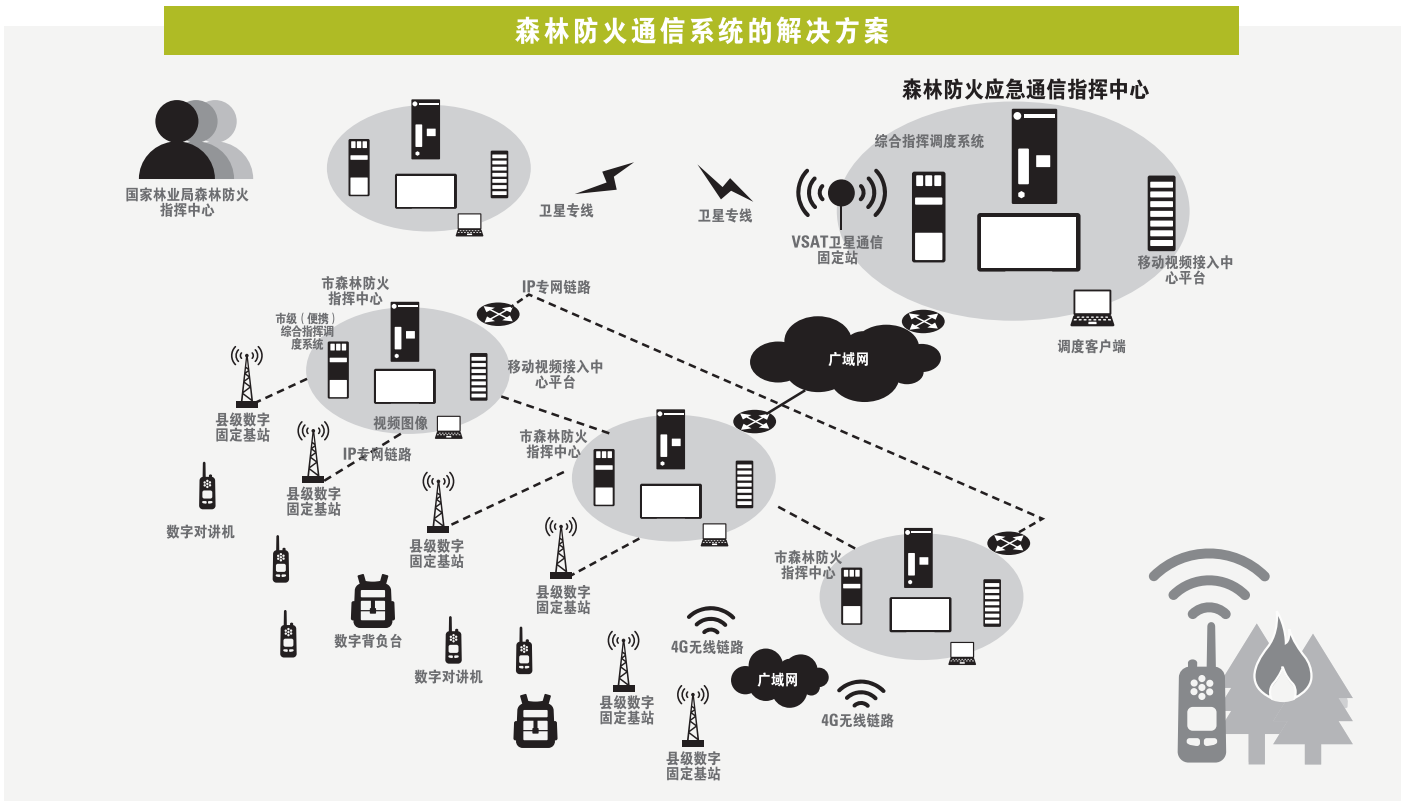 森林防火通信系统的解决方案
森林防火应急通信指挥中心
综合指挥调度系统
国家林业局森林防火
指挥中心
卫星专线
卫星专线
VSAT卫星通信
固定站
移动视频接入中
心平台
调度客户端
市森林防火
指挥中心
IP专网链路
市级（便携）
综合指挥调
度系统
移动视频接入中
心平台
广域网
县级数字
固定基站
视频图像
IP专网链路
市森林防火
指挥中心
县级数字
固定基站
数字对讲机
县级数字
固定基站
市森林防火
指挥中心
县级数字
固定基站
数字背负台
4G无线链路
数字对讲机
广域网
县级数字
固定基站
4G无线链路
县级数字
固定基站